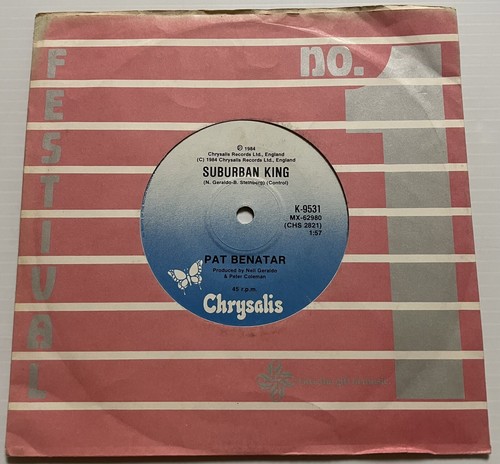 no. 1
FESTIVAL
℗ 1984
Chrysalis Records Ltd., England
(C) 1984 Chrysalis Records Ltd., England
SUBURBAN KING
(N. Geraldo-B. Steinberg) (Control)
K-9531
MX-62980
(CHS 2821)
1:57
PAT BENATAR
Produced by Neil Geraldo
& Peter Coleman
45 r.p.m.
Chrysalis